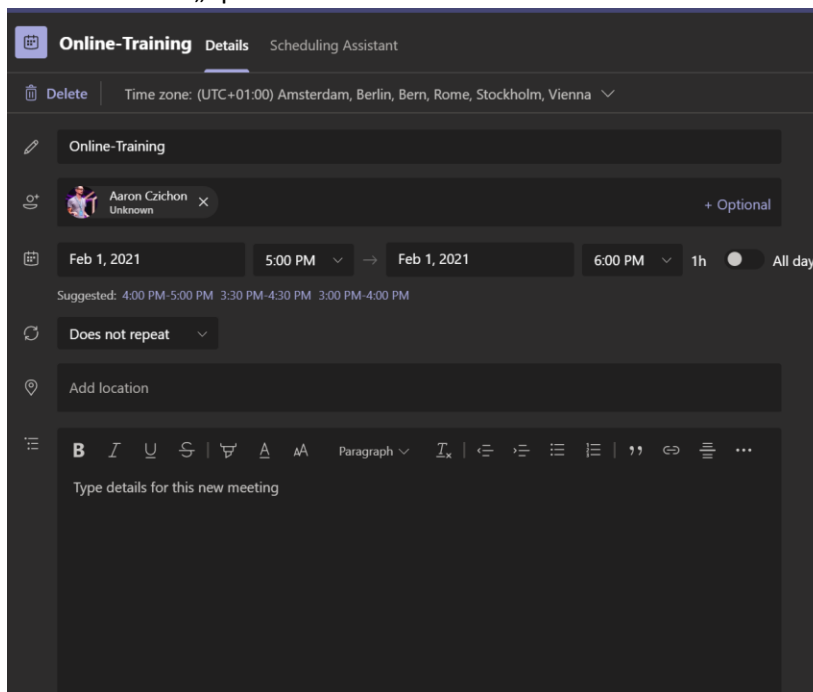 Online-Training Details Scheduling Assistant
Delete Time zone: (UTC+01:00) Amsterdam, Berlin, Bern, Rome, Stockholm, Vienna
Online-Training
Aaron Czichon
Unknown
+ Optional
Feb 1, 2021 5:00 PM → Feb 1, 2021 6:00 PM 1h All day
Suggested: 4:00 PM-5:00 PM 3:30 PM-4:30 PM 3:00 PM-4:00 PM
Does not repeat
Add location
B I U S A AA Paragraph Tx
Type details for this new meeting